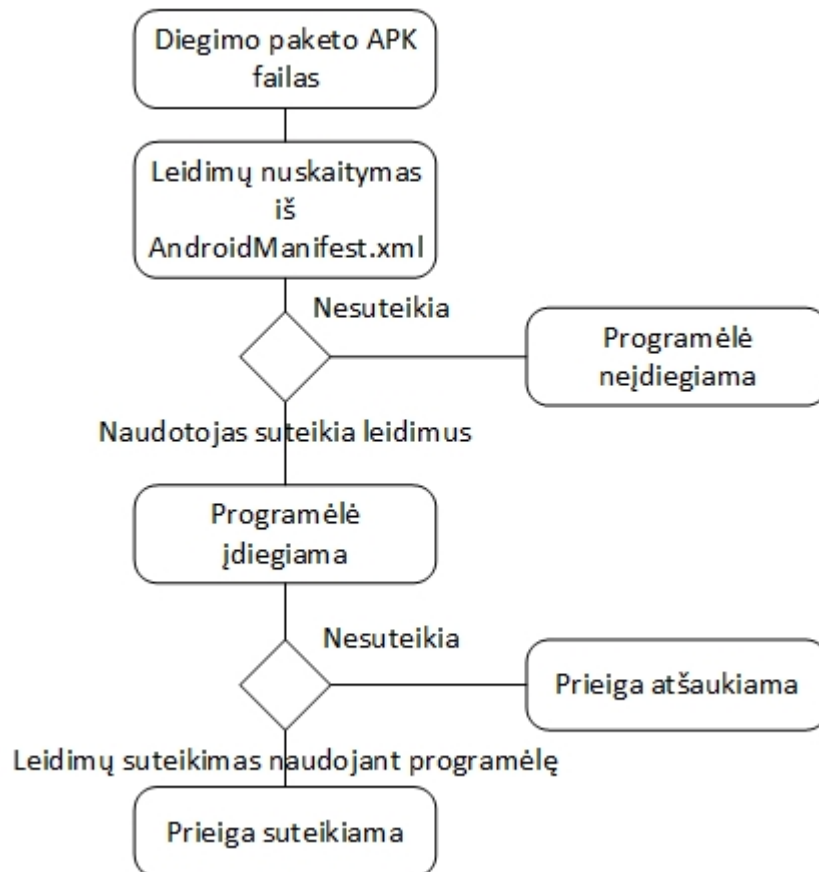 Diegimo paketo APK
failas
Leidimų nuskaitymas
iš
AndroidManifest.xml
Nesuteikia
Programėlė
neįdiegiama
Naudotojas suteikia leidimus
Programėlė
įdiegiama
Nesuteikia
Prieiga atšaukiama
Leidimų suteikimas naudojant programėlę
Prieiga suteikiama